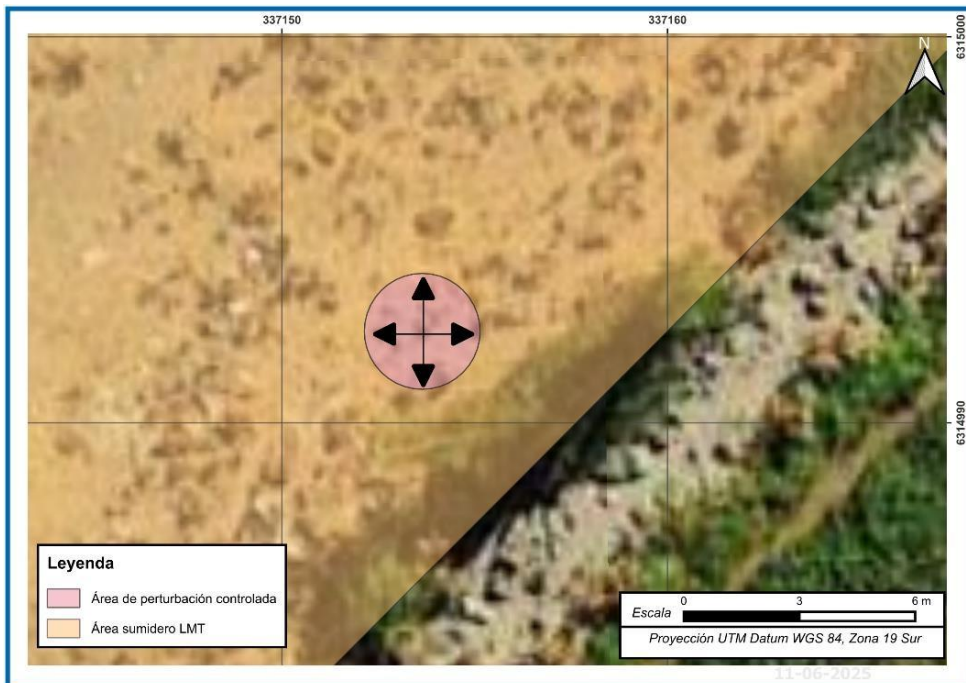 337150
337160
6315000
N
6314990
Leyenda
Área de perturbación controlada
Área sumidero LMT
Escala
0
3
6 m
Proyección UTM Datum WGS 84, Zona 19 Sur
11-06-2025